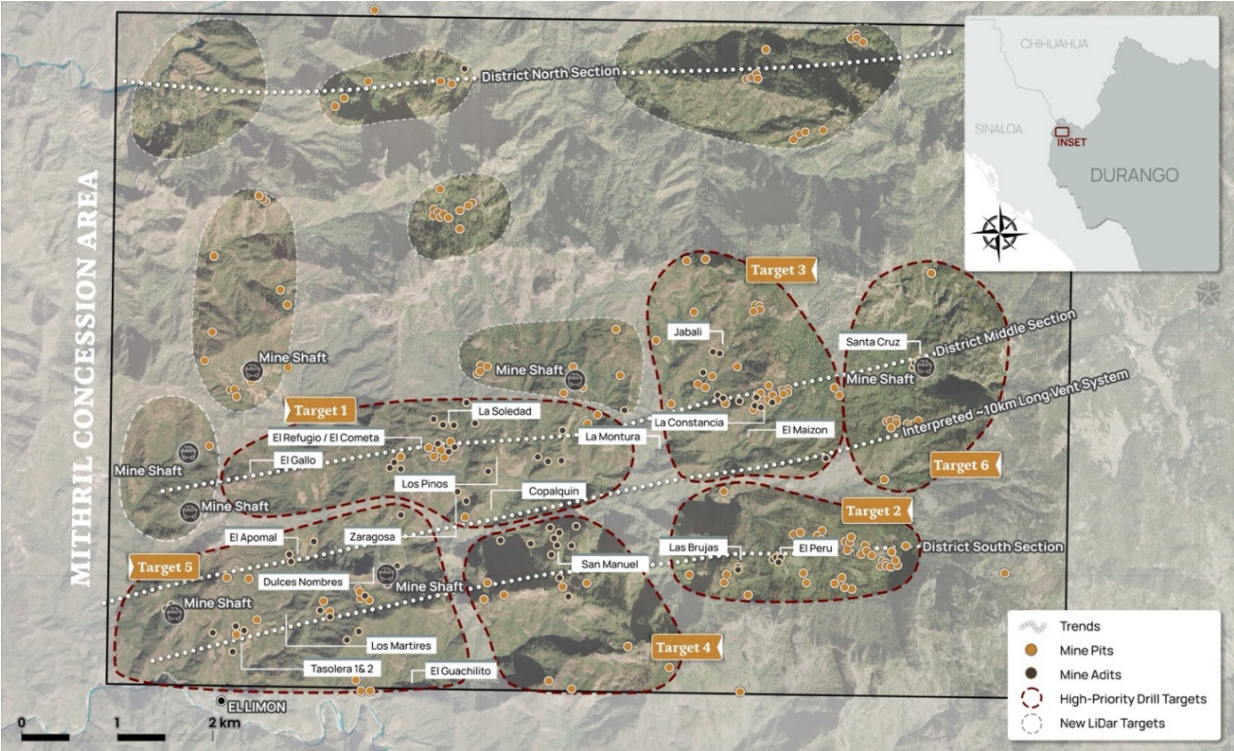 District North Section
CHIHUAHUA
SINALOA
INSET
DURANGO
MITHRIL CONCESSION AREA
Target 3
Jabali
Santa Cruz
District Middle Section
Mine Shaft
Mine Shaft
Mine Shaft
Interpreted ~10km Long Vent System
Target 1
La Soledad
La Constancia
El Maizon
El Refugio / El Cometa
La Montura
El Gallo
Target 6
Mine Shaft
Los Pinos
Copalquin
Mine Shaft
Target 2
El Apomal
Zaragosa
Las Brujas
El Peru
District South Section
Target 5
San Manuel
Dulces Nombres
Mine Shaft
Mine Shaft
Los Martires
Target 4
Tasolera 1& 2
El Guachilito
EL LIMON
0 1 2 km
Trends
Mine Pits
Mine Adits
High-Priority Drill Targets
New LiDar Targets